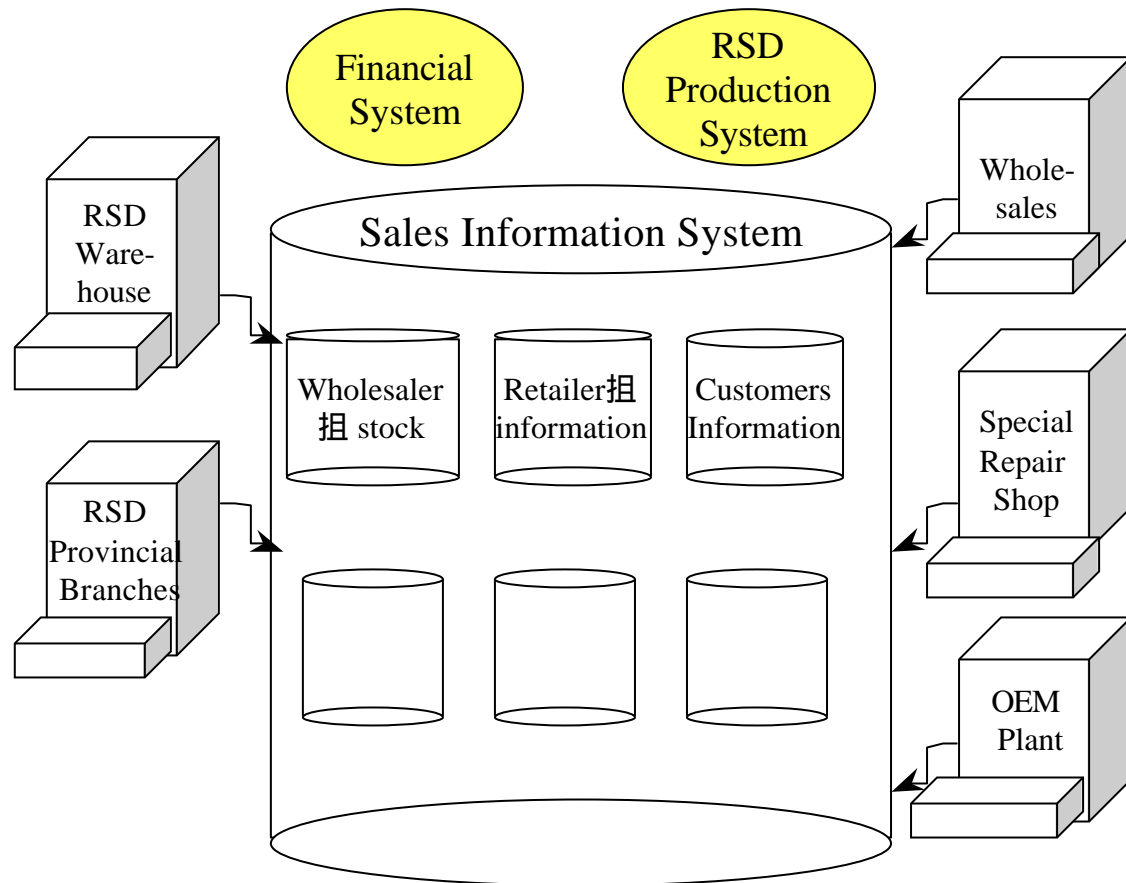 Financial
System
RSD
Production
System
Sales Information System
RSD
Ware-
house
RSD
Provincial
Branches
Wholesaler
担 stock
Retailer担
information
Customers
Information
Whole-
sales
Special
Repair
Shop
OEM
Plant